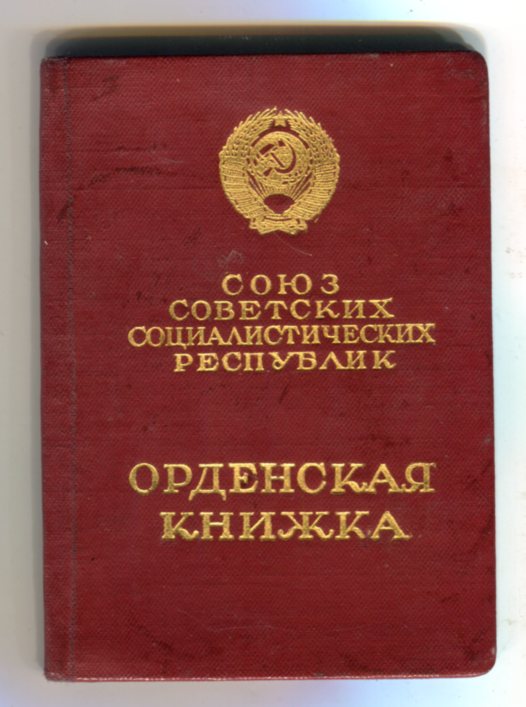 СОЮЗ
СОВЕТСКИХ
СОЦИАЛИСТИЧЕСКИХ
РЕСПУБЛИК
ОРДЕНСКАЯ
КНИЖКА